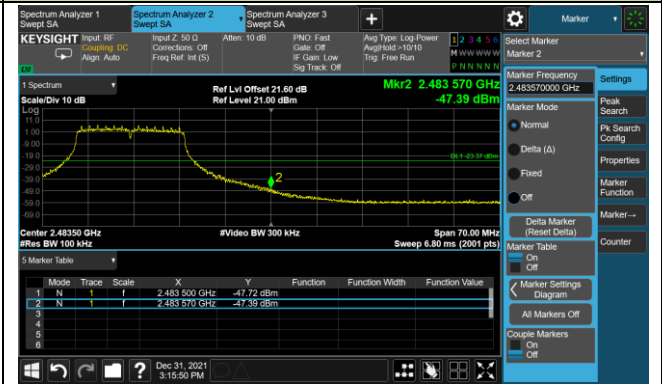 Spectrum Analyzer 1
Swept SA
Spectrum Analyzer 2
Swept SA
Spectrum Analyzer 3
Swept SA
+
Marker
KEYSIGHT
Input: RF
Coupling: DC
Align: Auto
Input Z: 50 Ω
Corrections: Off
Freq Ref: Int (S)
Atten: 10 dB
PNO: Fast
Gate: Off
IF Gain: Low
Sig Track: Off
Avg Type: Log-Power
Avg|Hold:>10/10
Trig: Free Run
1 2 3 4 5 6
M W W W W W
P N N N N N
LXI
Select Marker
Marker 2
1 Spectrum
Scale/Div 10 dB
Log
Ref Lvl Offset 21.60 dB
Ref Level 21.00 dBm
Mkr2 2.483 570 GHz
-47.39 dBm
11.0
1.00
-9.00
-19.0
-29.0
-39.0
-49.0
-59.0
-69.0
DL1 -23.37 dBm
2
Center 2.48350 GHz
#Res BW 100 kHz
#Video BW 300 kHz
Span 70.00 MHz
Sweep 6.80 ms (2001 pts)
5 Marker Table
Mode Trace Scale X Y Function Function Width Function Value
1 N 1 f 2.483 500 GHz -47.72 dBm
2 N 1 f 2.483 570 GHz -47.39 dBm
3
4
5
6
Marker Frequency
2.483570000 GHz
Marker Mode
Normal
Delta (Δ)
Fixed
Off
Delta Marker
(Reset Delta)
Marker Table
On
Off
Marker Settings
Diagram
All Markers Off
Couple Markers
On
Off
Settings
Peak
Search
Pk Search
Config
Properties
Marker
Function
Marker→
Counter
?
Dec 31, 2021
3:15:50 PM